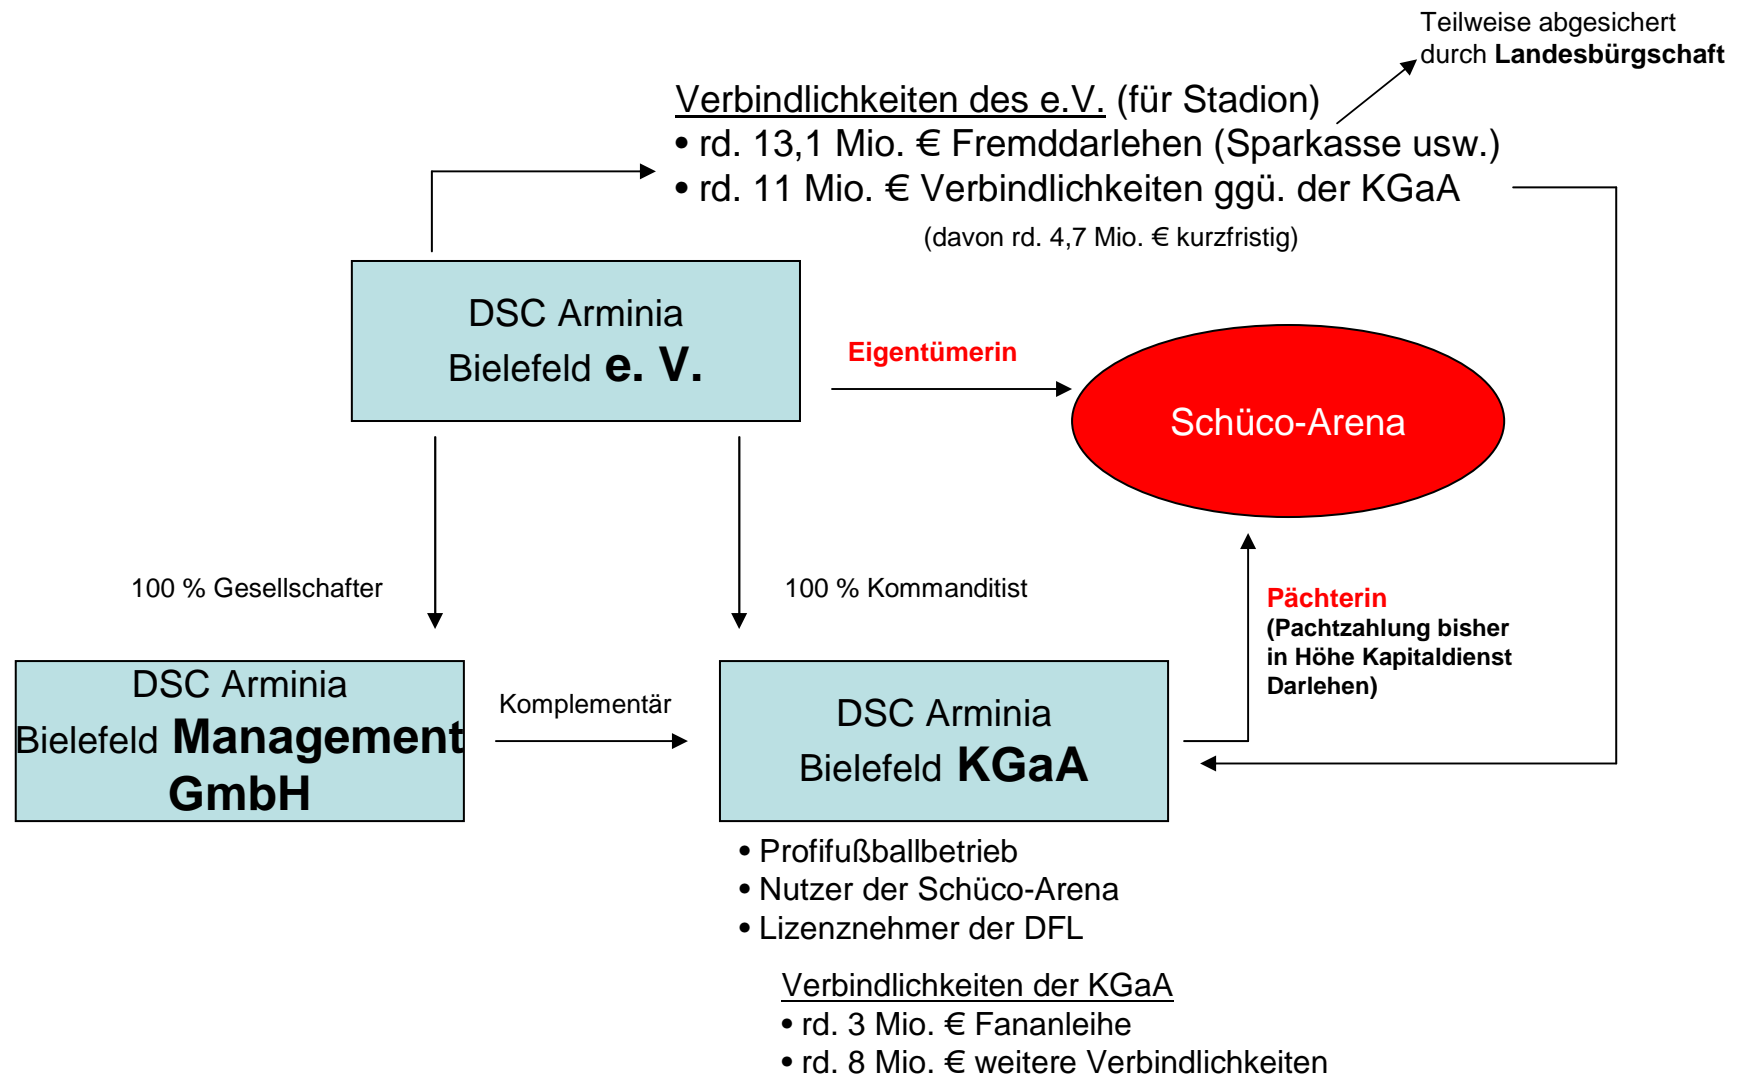 Teilweise abgesichert
durch Landesbürgschaft
Verbindlichkeiten des e.V. (für Stadion)
• rd. 13,1 Mio. € Fremddarlehen (Sparkasse usw.)
• rd. 11 Mio. € Verbindlichkeiten ggü. der KGaA
(davon rd. 4,7 Mio. € kurzfristig)
DSC Arminia
Bielefeld e. V.
Eigentümerin
Schüco-Arena
100 % Gesellschafter
100 % Kommanditist
Pächterin
(Pachtzahlung bisher
in Höhe Kapitaldienst
Darlehen)
DSC Arminia
Bielefeld Management
GmbH
Komplementär
DSC Arminia
Bielefeld KGaA
• Profifußballbetrieb
• Nutzer der Schüco-Arena
• Lizenznehmer der DFL
Verbindlichkeiten der KGaA
• rd. 3 Mio. € Fananleihe
• rd. 8 Mio. € weitere Verbindlichkeiten